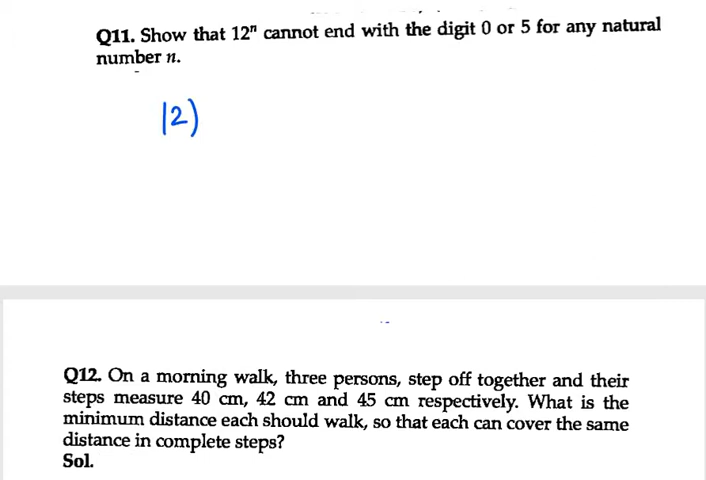 Q11. Show that 12ⁿ cannot end with the digit 0 or 5 for any natural
number n.
12)
Q12. On a morning walk, three persons, step off together and their
steps measure 40 cm, 42 cm and 45 cm respectively. What is the
minimum distance each should walk, so that each can cover the same
distance in complete steps?
Sol.